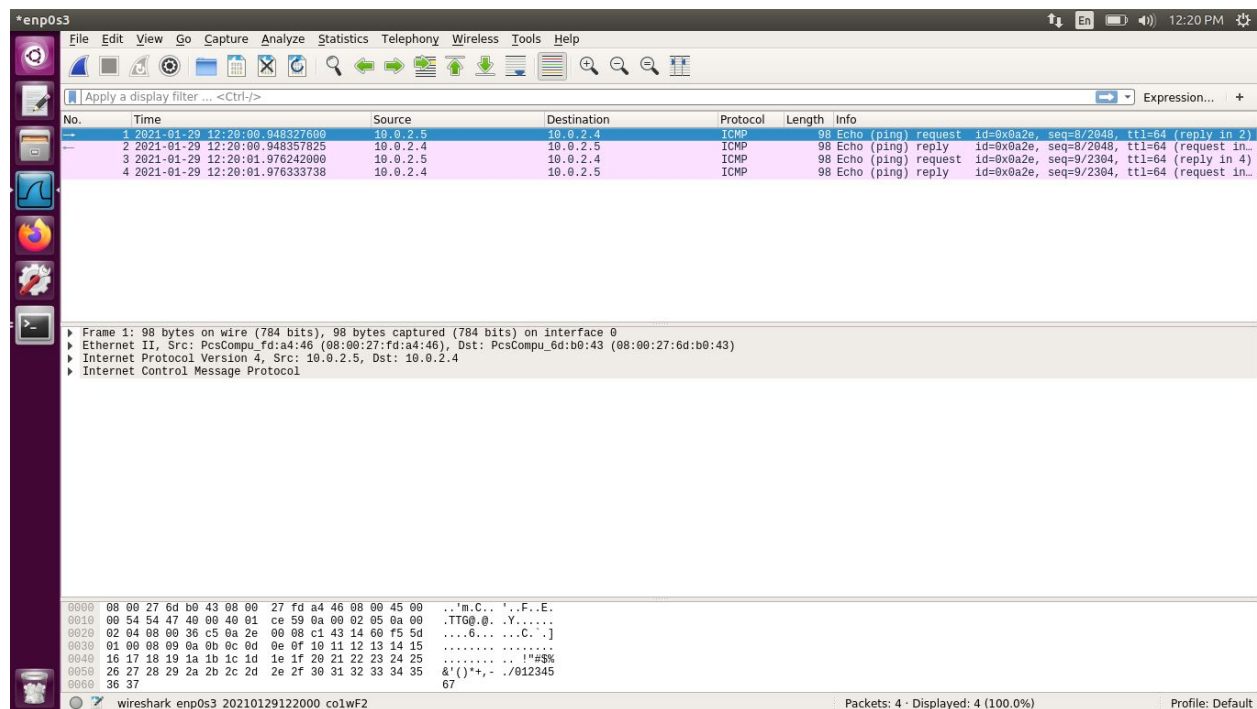 *enp0s3 En 12:20 PM
File Edit View Go Capture Analyze Statistics Telephony Wireless Tools Help
Apply a display filter ... <Ctrl-/> Expression... +
No. Time Source Destination Protocol Length Info
1 2021-01-29 12:20:00.948327600 10.0.2.5 10.0.2.4 ICMP 98 Echo (ping) request id=0x0a2e, seq=8/2048, ttl=64 (reply in 2)
2 2021-01-29 12:20:00.948357825 10.0.2.4 10.0.2.5 ICMP 98 Echo (ping) reply id=0x0a2e, seq=8/2048, ttl=64 (request in…
3 2021-01-29 12:20:01.976242000 10.0.2.5 10.0.2.4 ICMP 98 Echo (ping) request id=0x0a2e, seq=9/2304, ttl=64 (reply in 4)
4 2021-01-29 12:20:01.976333738 10.0.2.4 10.0.2.5 ICMP 98 Echo (ping) reply id=0x0a2e, seq=9/2304, ttl=64 (request in…
Frame 1: 98 bytes on wire (784 bits), 98 bytes captured (784 bits) on interface 0
Ethernet II, Src: PcsCompu_fd:a4:46 (08:00:27:fd:a4:46), Dst: PcsCompu_6d:b0:43 (08:00:27:6d:b0:43)
Internet Protocol Version 4, Src: 10.0.2.5, Dst: 10.0.2.4
Internet Control Message Protocol
0000 08 00 27 6d b0 43 08 00 27 fd a4 46 08 00 45 00 ..'m.C.. '..F..E.
0010 00 54 54 47 40 00 40 01 ce 59 0a 00 02 05 0a 00 .TTG@.@. .Y......
0020 02 04 08 00 36 c5 0a 2e 00 08 c1 43 14 60 f5 5d ....6... ...C.`.]
0030 01 00 08 09 0a 0b 0c 0d 0e 0f 10 11 12 13 14 15 ........ ........
0040 16 17 18 19 1a 1b 1c 1d 1e 1f 20 21 22 23 24 25 ........ .. !"#$%
0050 26 27 28 29 2a 2b 2c 2d 2e 2f 30 31 32 33 34 35 &'()*+,- ./012345
0060 36 37 67
wireshark_enp0s3_20210129122000_co1wF2 Packets: 4 · Displayed: 4 (100.0%) Profile: Default